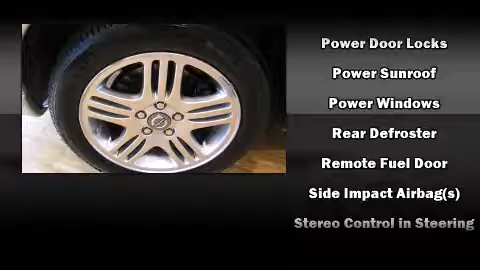 Power Door Locks
Power Sunroof
Power Windows
Rear Defroster
Remote Fuel Door
Side Impact Airbag(s)
Stereo Control in Steering